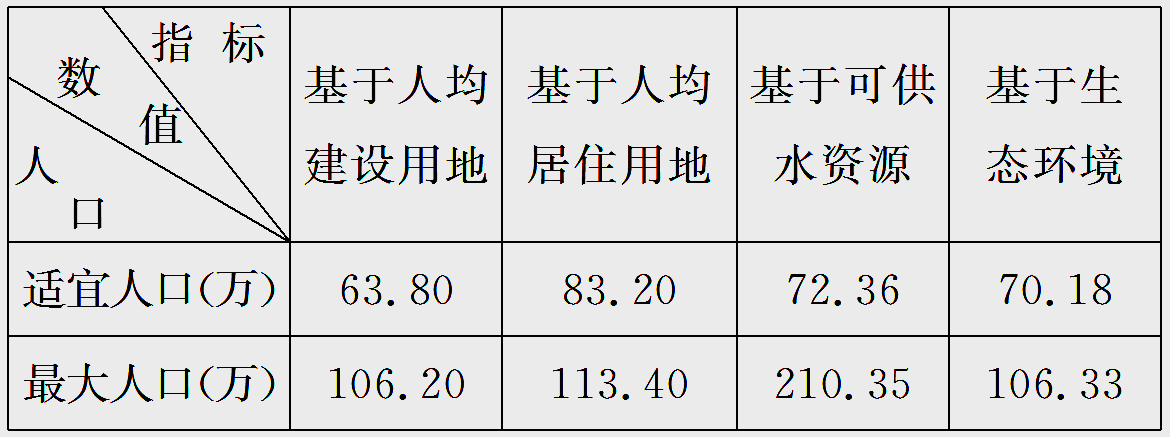 指标
数值
人口
基于人均
建设用地
基于人均
居住用地
基于可供
水资源
基于生
态环境
适宜人口(万) 63.80 83.20 72.36 70.18
最大人口(万) 106.20 113.40 210.35 106.33